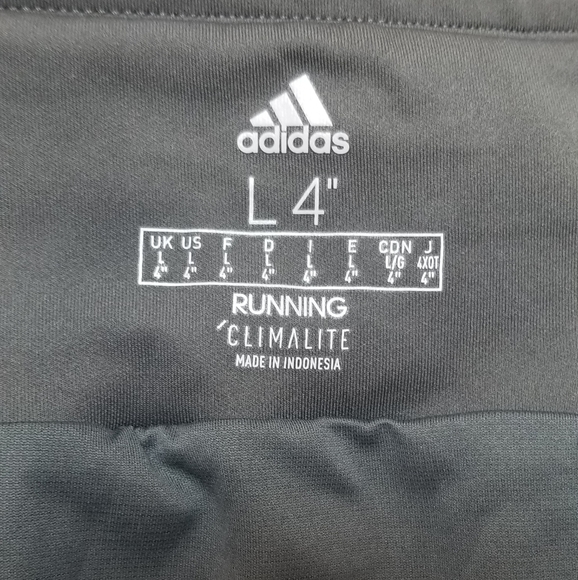 adidas
L 4"
UK US F D I E CDN J
L L L L L L L/G 4XOT
4" 4" 4" 4" 4" 4" 4" 4"
RUNNING
CLIMALITE
MADE IN INDONESIA